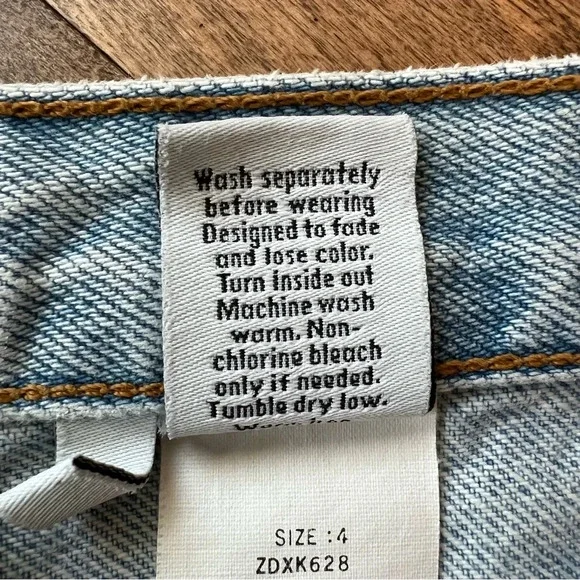 Wash separately
before wearing
Designed to fade
and lose color.
Turn inside out
Machine wash
warm. Non-
chlorine bleach
only if needed.
Tumble dry low.
SIZE :4
ZDXK628